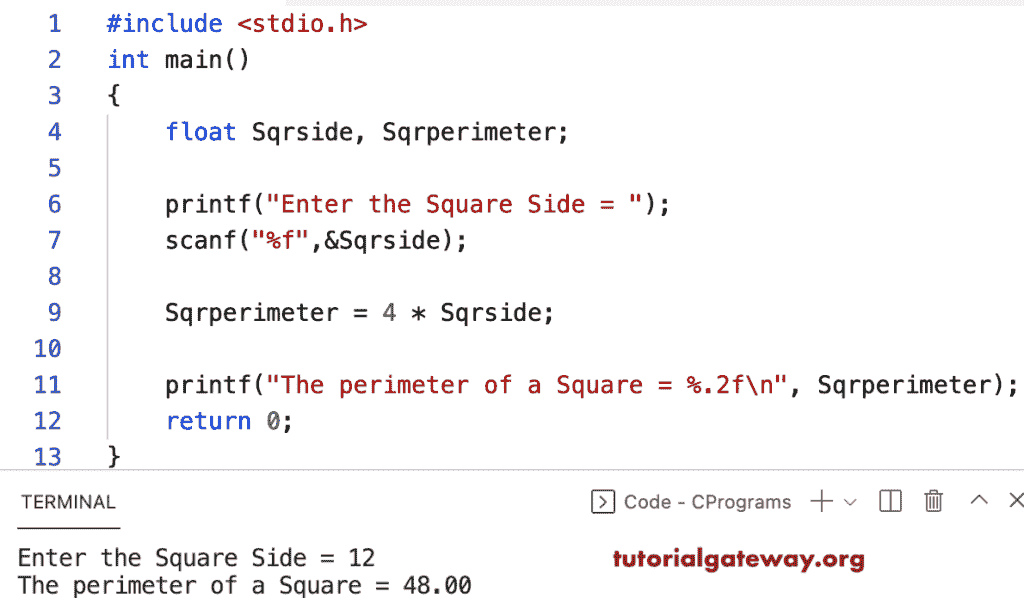 1 #include <stdio.h>
2 int main()
3 {
4 float Sqrside, Sqrperimeter;
5
6 printf("Enter the Square Side = ");
7 scanf("%f",&Sqrside);
8
9 Sqrperimeter = 4 * Sqrside;
10
11 printf("The perimeter of a Square = %.2f\n", Sqrperimeter);
12 return 0;
13 }
TERMINAL Code - CPrograms
Enter the Square Side = 12 tutorialgateway.org
The perimeter of a Square = 48.00